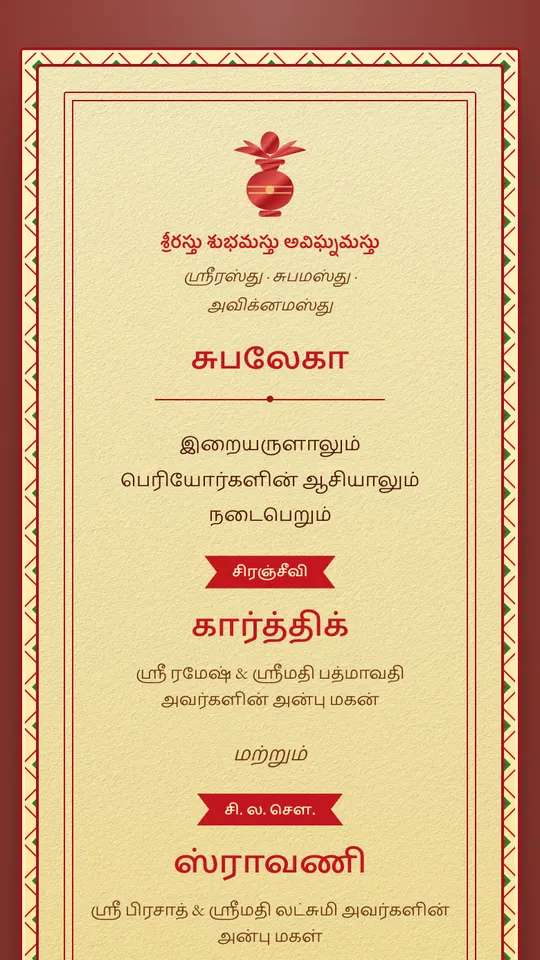 శ్రీరస్తు శుభమస్తు అవిఘ్నమస్తు
ஸ்ரீரஸ்து · சுபமஸ்து ·
அவிக்னமஸ்து
சுபலேகா
இறையருளாலும்
பெரியோர்களின் ஆசியாலும்
நடைபெறும்
சிரஞ்சீவி
கார்த்திக்
ஸ்ரீ ரமேஷ் & ஸ்ரீமதி பத்மாவதி
அவர்களின் அன்பு மகன்
மற்றும்
சி. ல. சௌ.
ஸ்ராவணி
ஸ்ரீ பிரசாத் & ஸ்ரீமதி லட்சுமி அவர்களின்
அன்பு மகள்